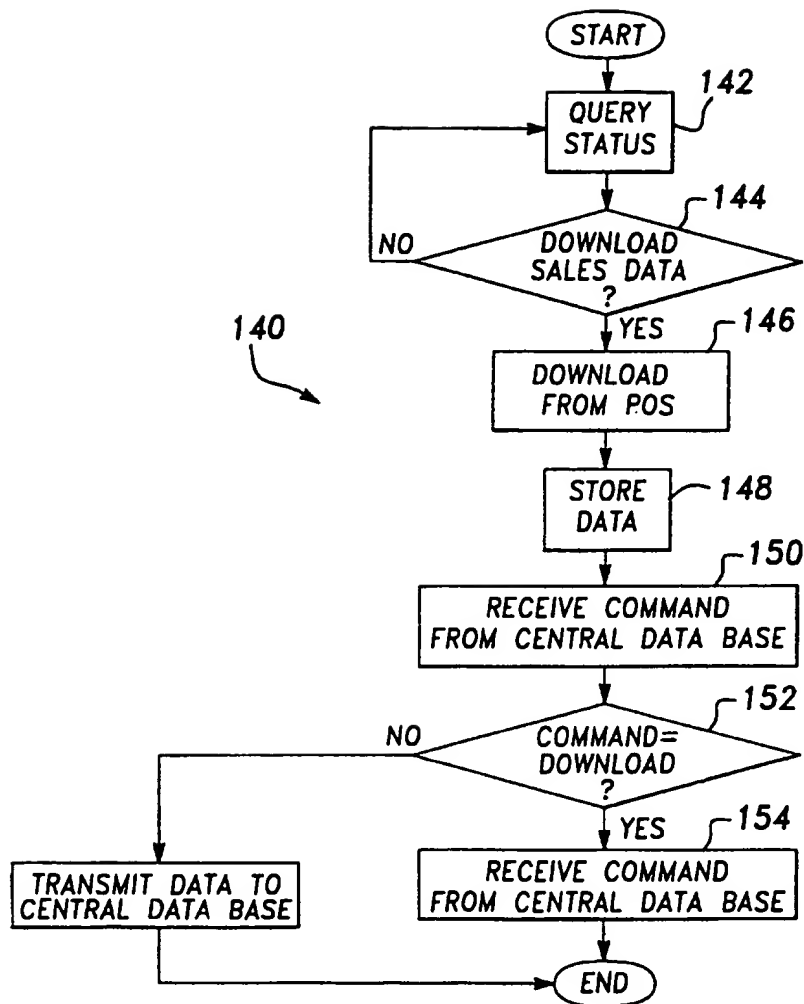 START
142
QUERY
STATUS
144
NO
DOWNLOAD
SALES DATA
?
140
YES
146
DOWNLOAD
FROM POS
STORE
DATA
148
150
RECEIVE COMMAND
FROM CENTRAL DATA BASE
152
NO
COMMAND=
DOWNLOAD
?
YES
154
TRANSMIT DATA TO
CENTRAL DATA BASE
RECEIVE COMMAND
FROM CENTRAL DATA BASE
END